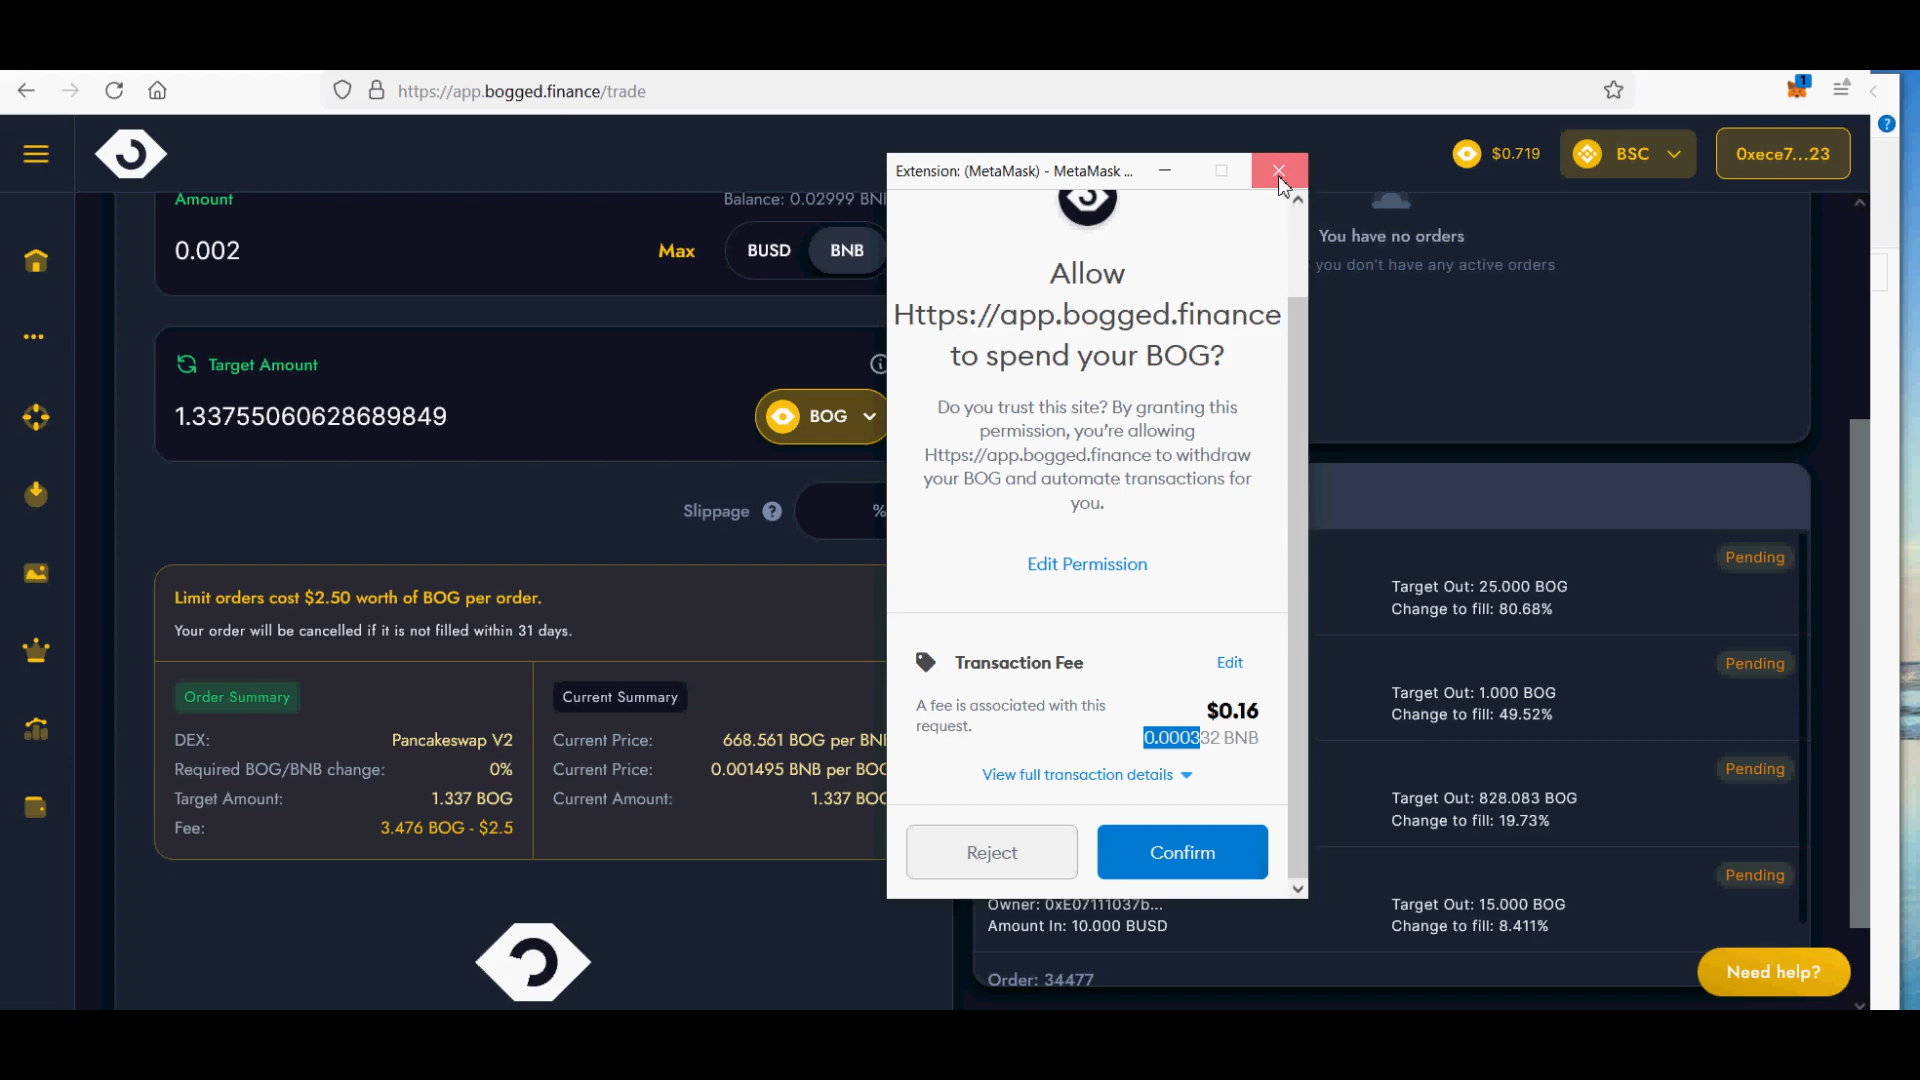 https://app.bogged.finance/trade
1
$0.719
BSC
0xece7...23
Amount
Balance: 0.02999
0.002
Max
BUSD
BNB
Target Amount
1.33755060628689849
BOG
Slippage
%
Limit orders cost $2.50 worth of BOG per order.
Your order will be cancelled if it is not filled within 31 days.
Order Summary
DEX:
Pancakeswap V2
Required BOG/BNB change:
0%
Target Amount:
1.337 BOG
Fee:
3.476 BOG - $2.5
Current Summary
Current Price:
668.561 BOG per
Current Price:
0.001495 BNB per
Current Amount:
1.337
Extension: (MetaMask) - MetaMask ...
Allow
Https://app.bogged.finance
to spend your BOG?
Do you trust this site? By granting this
permission, you're allowing
Https://app.bogged.finance to withdraw
your BOG and automate transactions for
you.
Edit Permission
Transaction Fee
Edit
A fee is associated with this
request.
$0.16
0.000332 BNB
View full transaction details
Reject
Confirm
You have no orders
you don't have any active orders
Pending
Target Out: 25.000 BOG
Change to fill: 80.68%
Pending
Target Out: 1.000 BOG
Change to fill: 49.52%
Pending
Target Out: 828.083 BOG
Change to fill: 19.73%
Pending
Owner: 0xE07111037b...
Amount In: 10.000 BUSD
Target Out: 15.000 BOG
Change to fill: 8.411%
Order: 34477
Need help?